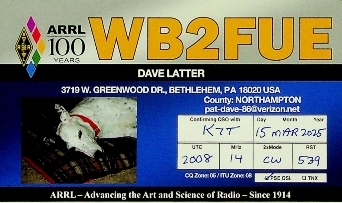 ARRL
100
YEARS
WB2FUE
DAVE LATTER
3719 W. GREENWOOD DR., BETHLEHEM, PA 18020 USA
County: NORTHAMPTON
pat-dave-86@verizon.net
Confirming QSO with Day Month Year
K7T 15 MAR 2025
UTC MHz 2xMode RST
2008 14 CW 539
CQ Zone: 05 / ITU Zone: 08 PSE QSL TNX
ARRL – Advancing the Art and Science of Radio – Since 1914